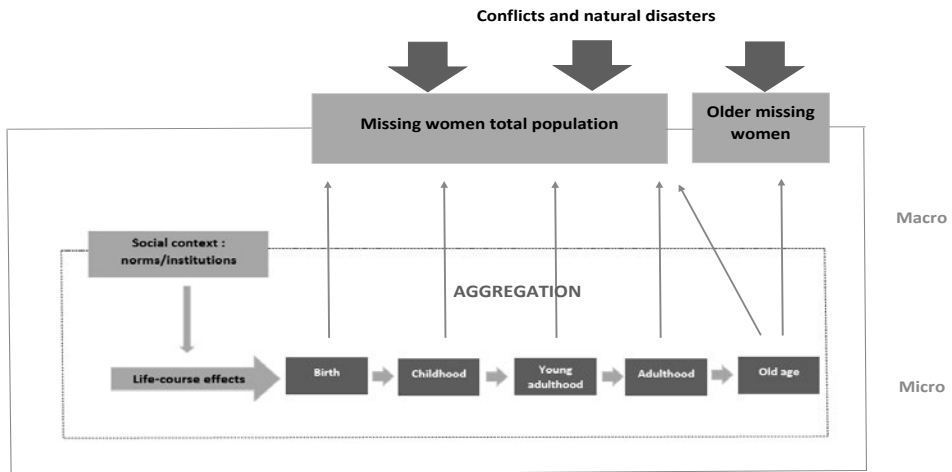 Conflicts and natural disasters
Missing women total population
Older missing
women
Macro
Social context :
norms/institutions
AGGREGATION
Life-course effects
Birth
Childhood
Young
adulthood
Adulthood
Old age
Micro